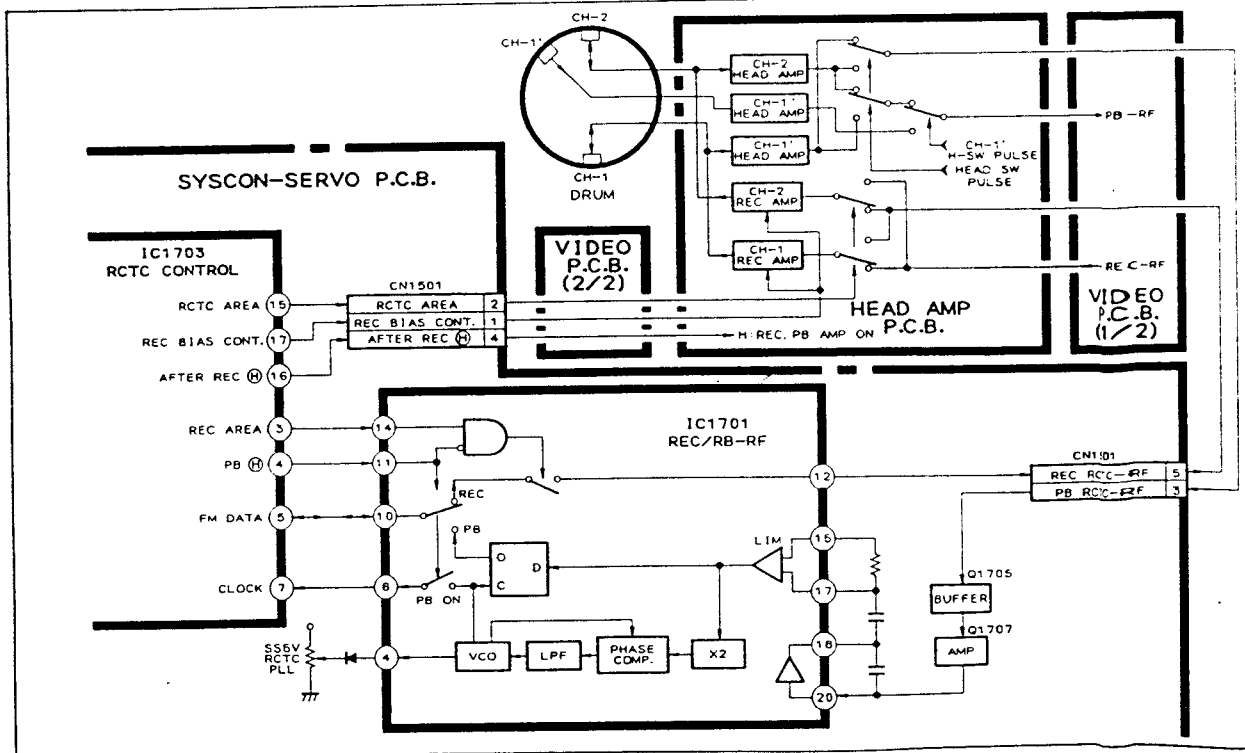 CH-2
CH-1'
CH-1
DRUM
CH-2
HEAD AMP
CH-1'
HEAD AMP
CH-1'
HEAD AMP
CH-2
REC AMP
CH-1
REC AMP
PB-RF
CH-1'
H-SW PULSE
HEAD SW
PULSE
REC-RF
HEAD AMP
P.C.B.
VIDEO
P.C.B.
(1/2)
VIDEO
P.C.B.
(2/2)
H:REC. PB AMP ON
SYSCON-SERVO P.C.B.
IC1703
RCTC CONTROL
RCTC AREA 15
REC BIAS CONT. 17
AFTER REC H 16
CN1501
RCTC AREA 2
REC BIAS CONT. 1
AFTER REC H 4
REC AREA 3
PB H 4
FM DATA 5
CLOCK 7
IC1701
REC/RB-RF
14
11
10
8
4
12
15
17
18
20
REC
PB
PB ON
D
C
D
LIM
VCO
LPF
PHASE
COMP.
X2
SS6V
RCTC
PLL
REC RCTC-RF 5
PB RCTC-RF 3
Q1705
BUFFER
Q1707
AMP